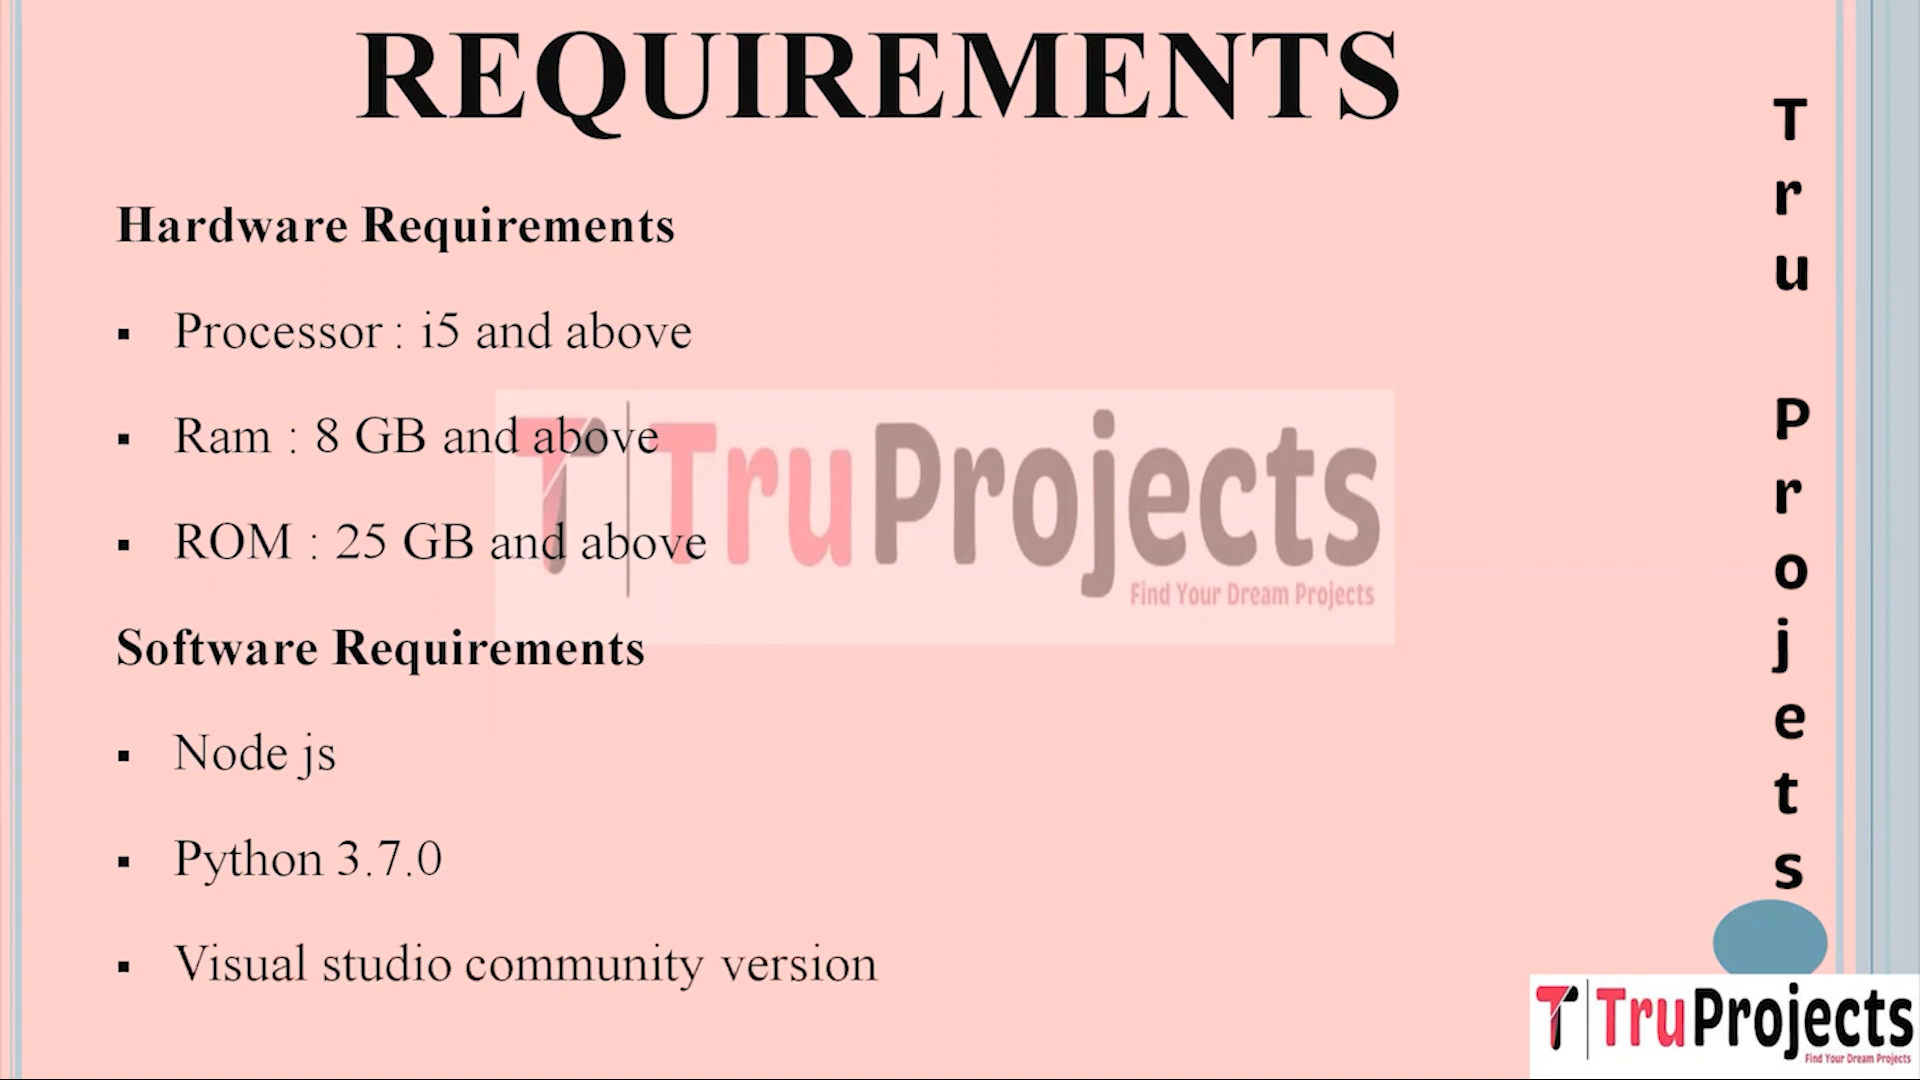 REQUIREMENTS
Hardware Requirements
▪ Processor : i5 and above
▪ Ram : 8 GB and above
▪ ROM : 25 GB and above
Software Requirements
▪ Node js
▪ Python 3.7.0
▪ Visual studio community version
TruProjects
Find Your Dream Projects
Tru Projets
TruProjects
Find Your Dream Projects